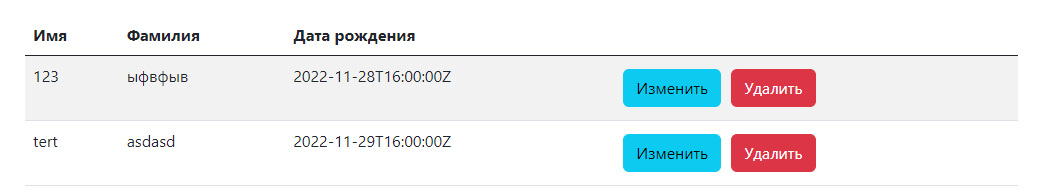 Имя Фамилия Дата рождения
123 ыфвфыв 2022-11-28T16:00:00Z Изменить Удалить
tert asdasd 2022-11-29T16:00:00Z Изменить Удалить